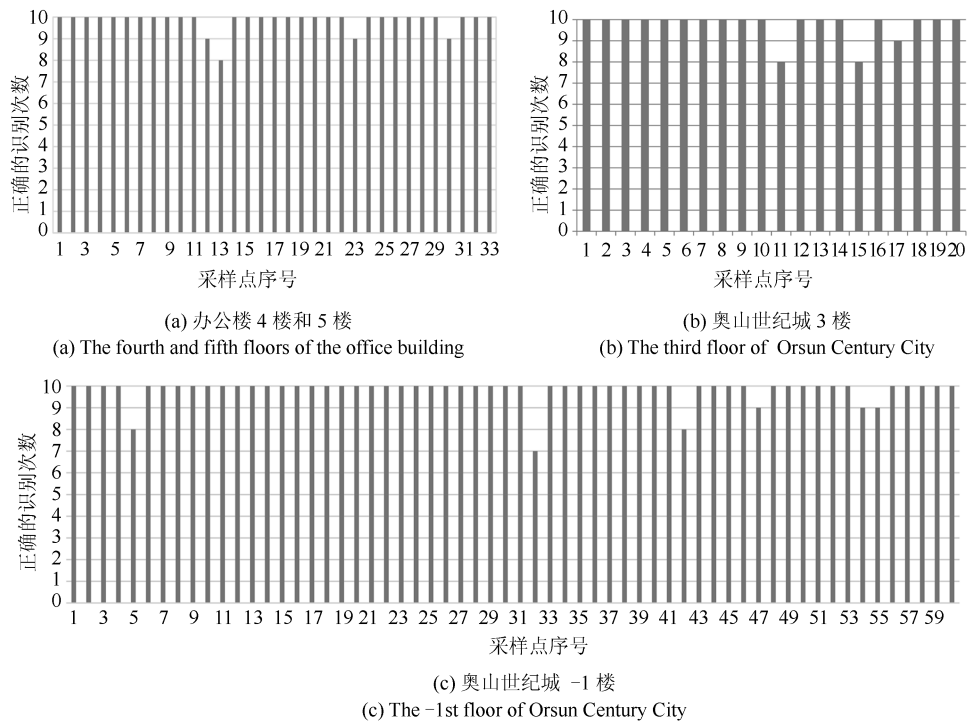 10
9
8
7
6
5
4
3
2
1
0
正确的识别次数
1 3 5 7 9 11 13 15 17 19 21 23 25 27 29 31 33
采样点序号
(a) 办公楼 4 楼和 5 楼
(a) The fourth and fifth floors of the office building
10
9
8
7
6
5
4
3
2
1
0
正确的识别次数
1 2 3 4 5 6 7 8 9 10 11 12 13 14 15 16 17 18 19 20
采样点序号
(b) 奥山世纪城 3 楼
(b) The third floor of Orsun Century City
10
9
8
7
6
5
4
3
2
1
0
正确的识别次数
1 3 5 7 9 11 13 15 17 19 21 23 25 27 29 31 33 35 37 39 41 43 45 47 49 51 53 55 57 59
采样点序号
(c) 奥山世纪城 -1 楼
(c) The -1st floor of Orsun Century City